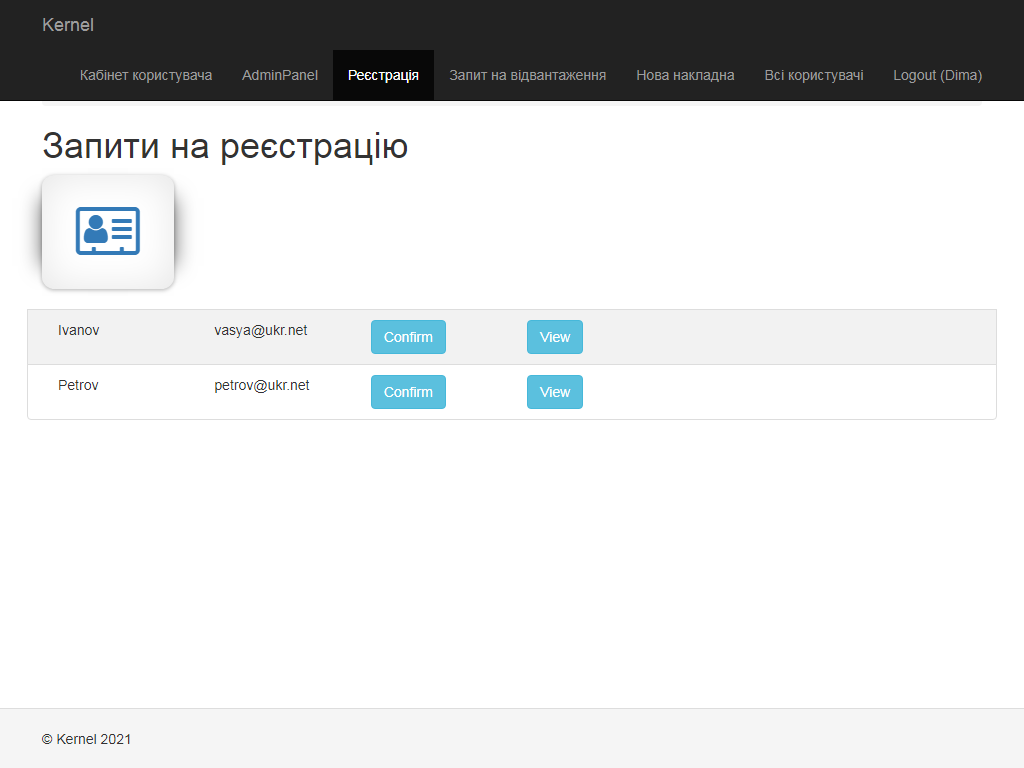 Kernel
Кабінет користувача AdminPanel Реєстрація Запит на відвантаження Нова накладна Всі користувачі Logout (Dima)
Запити на реєстрацію
Ivanov vasya@ukr.net Confirm View
Petrov petrov@ukr.net Confirm View
© Kernel 2021